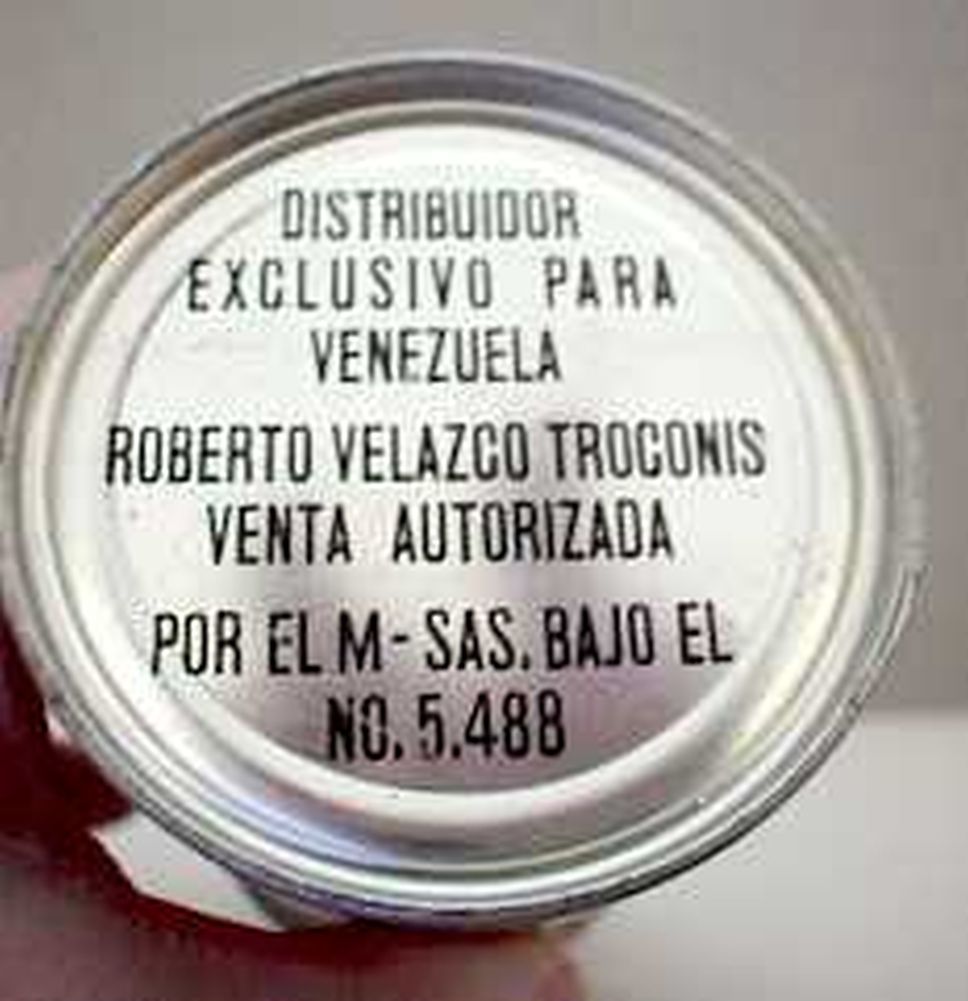 DISTRIBUIDOR
EXCLUSIVO PARA
VENEZUELA
ROBERTO VELAZCO TROCONIS
VENTA AUTORIZADA
POR EL M- SAS. BAJO EL
NO. 5.488